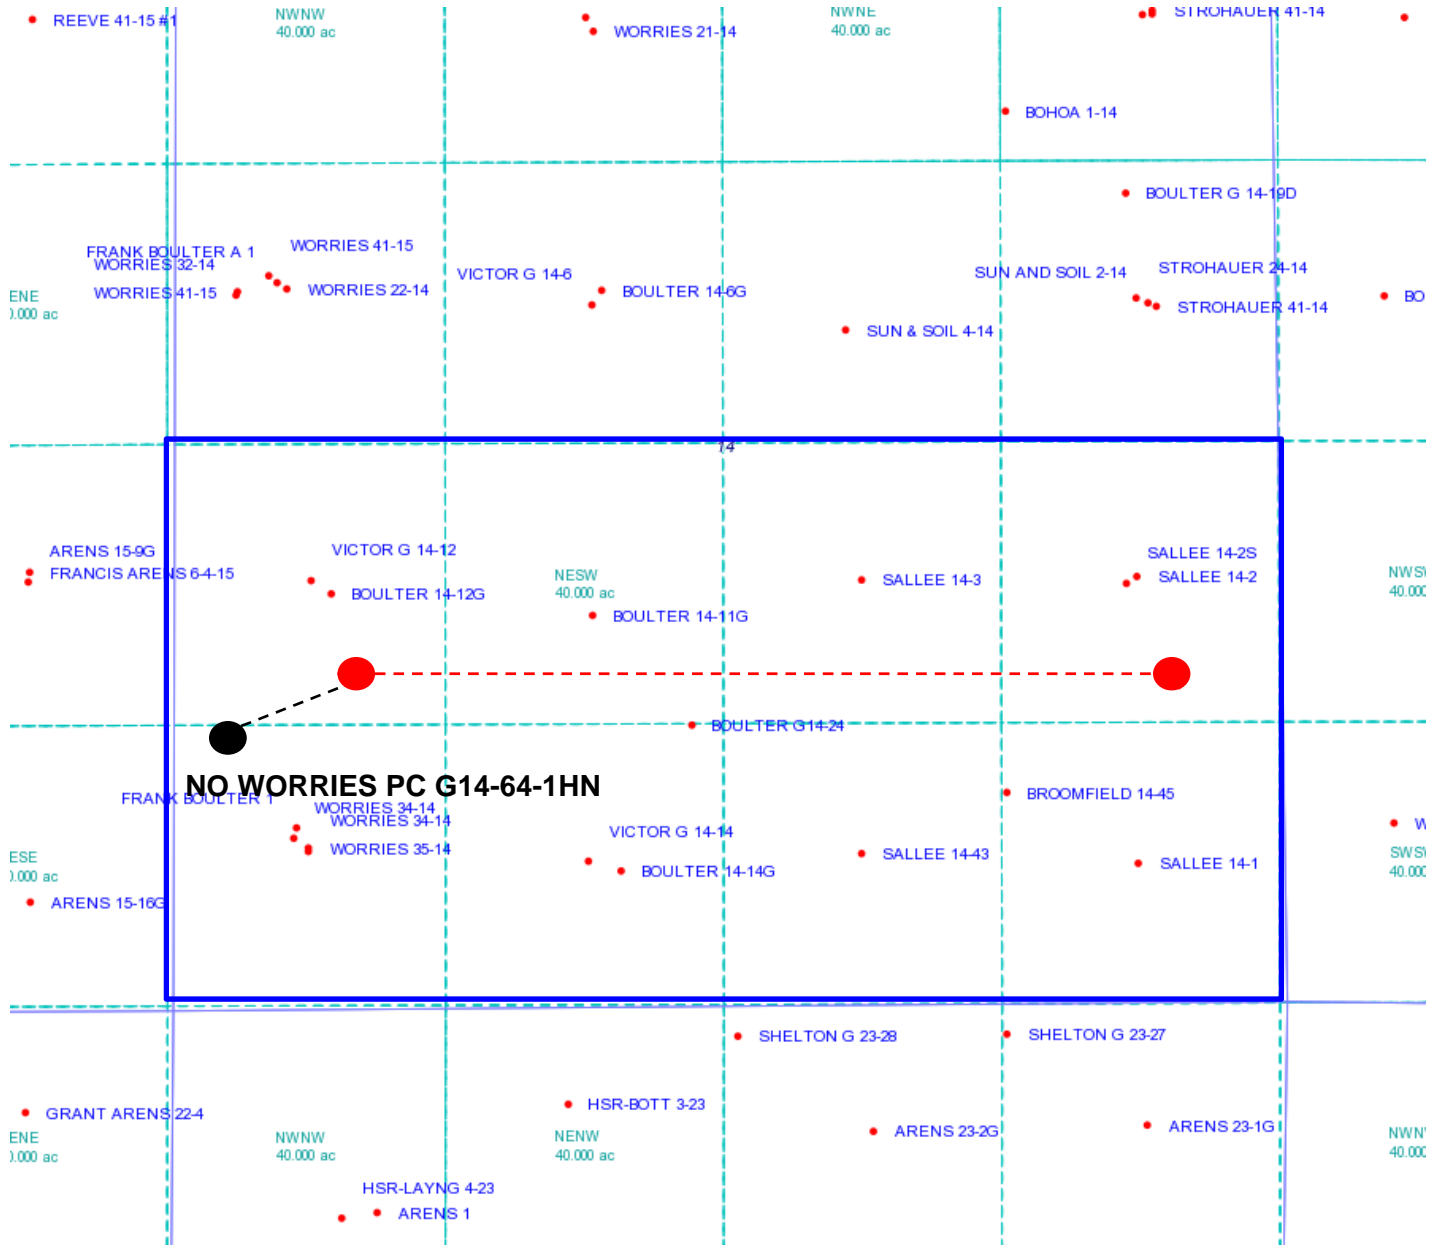 REEVE 41-15 #1
NWNW
40.000 ac
WORRIES 21-14
NWNE
40.000 ac
STROHAUER 41-14
BOHOA 1-14
BOULTER G 14-19D
FRANK BOULTER A 1
WORRIES 41-15
WORRIES 32-14
WORRIES 41-15
WORRIES 22-14
VICTOR G 14-6
BOULTER 14-6G
SUN AND SOIL 2-14
STROHAUER 24-14
STROHAUER 41-14
SUN & SOIL 4-14
BO
ENE
0.000 ac
14
ARENS 15-9G
FRANCIS ARENS 6-4-15
VICTOR G 14-12
BOULTER 14-12G
NESW
40.000 ac
BOULTER 14-11G
SALLEE 14-3
SALLEE 14-2S
SALLEE 14-2
NWSW
40.000
BOULTER G14-24
NO WORRIES PC G14-64-1HN
FRANK BOULTER 1
WORRIES 34-14
WORRIES 34-14
WORRIES 35-14
VICTOR G 14-14
BOULTER 14-14G
BROOMFIELD 14-45
SALLEE 14-43
SALLEE 14-1
W
ESE
0.000 ac
SWSW
40.000
ARENS 15-16G
SHELTON G 23-28
SHELTON G 23-27
GRANT ARENS 22-4
HSR-BOTT 3-23
ARENS 23-2G
ARENS 23-1G
ENE
0.000 ac
NWNW
40.000 ac
NENW
40.000 ac
NWNW
40.000
HSR-LAYNG 4-23
ARENS 1